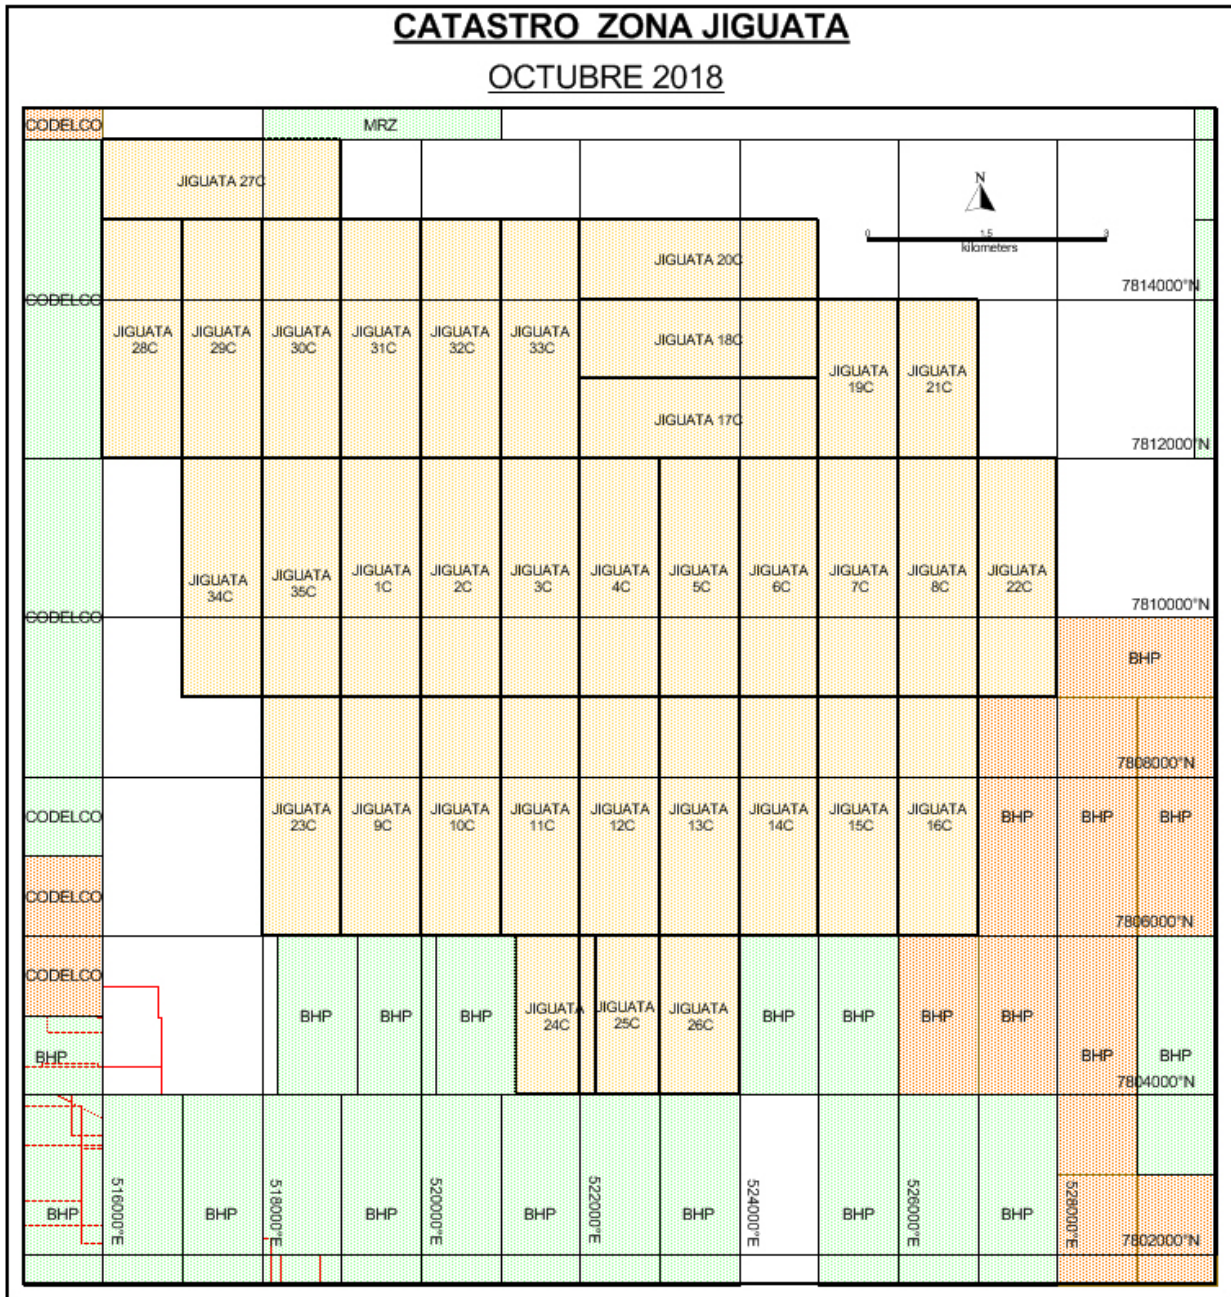 CATASTRO ZONA JIGUATA
OCTUBRE 2018
CODELCO
MRZ
JIGUATA 27C
N
0 1.5 3
kilometers
JIGUATA 20C
7814000°N
CODELCO
JIGUATA 28C
JIGUATA 29C
JIGUATA 30C
JIGUATA 31C
JIGUATA 32C
JIGUATA 33C
JIGUATA 18C
JIGUATA 19C
JIGUATA 21C
JIGUATA 17C
7812000°N
JIGUATA 34C
JIGUATA 35C
JIGUATA 1C
JIGUATA 2C
JIGUATA 3C
JIGUATA 4C
JIGUATA 5C
JIGUATA 6C
JIGUATA 7C
JIGUATA 8C
JIGUATA 22C
7810000°N
CODELCO
BHP
7808000°N
CODELCO
JIGUATA 23C
JIGUATA 9C
JIGUATA 10C
JIGUATA 11C
JIGUATA 12C
JIGUATA 13C
JIGUATA 14C
JIGUATA 15C
JIGUATA 16C
BHP
BHP
BHP
CODELCO
7806000°N
CODELCO
BHP
BHP
BHP
JIGUATA 24C
JIGUATA 25C
JIGUATA 26C
BHP
BHP
BHP
BHP
BHP
BHP
BHP
7804000°N
516000°E
518000°E
520000°E
522000°E
524000°E
526000°E
528000°E
BHP
BHP
BHP
BHP
BHP
BHP
BHP
7802000°N